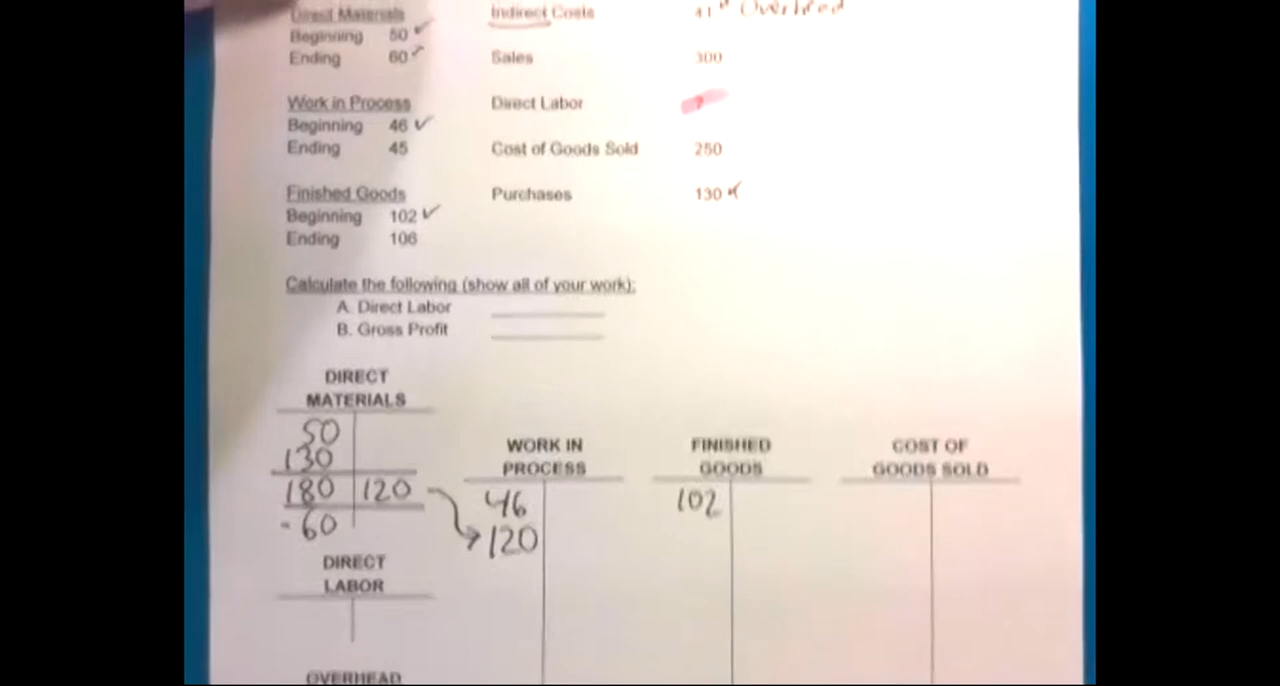 Direct Materials Indirect Costs 41 Overhead
Beginning 50 ✓
Ending 60 ✓ Sales 300
Work in Process Direct Labor ?
Beginning 46 ✓
Ending 45 Cost of Goods Sold 250
Finished Goods Purchases 130
Beginning 102 ✓
Ending 106
Calculate the following (show all of your work):
A. Direct Labor
B. Gross Profit
DIRECT
MATERIALS
50
130
180 120
- 60
DIRECT
LABOR
OVERHEAD
WORK IN
PROCESS
46
120
FINISHED
GOODS
102
COST OF
GOODS SOLD